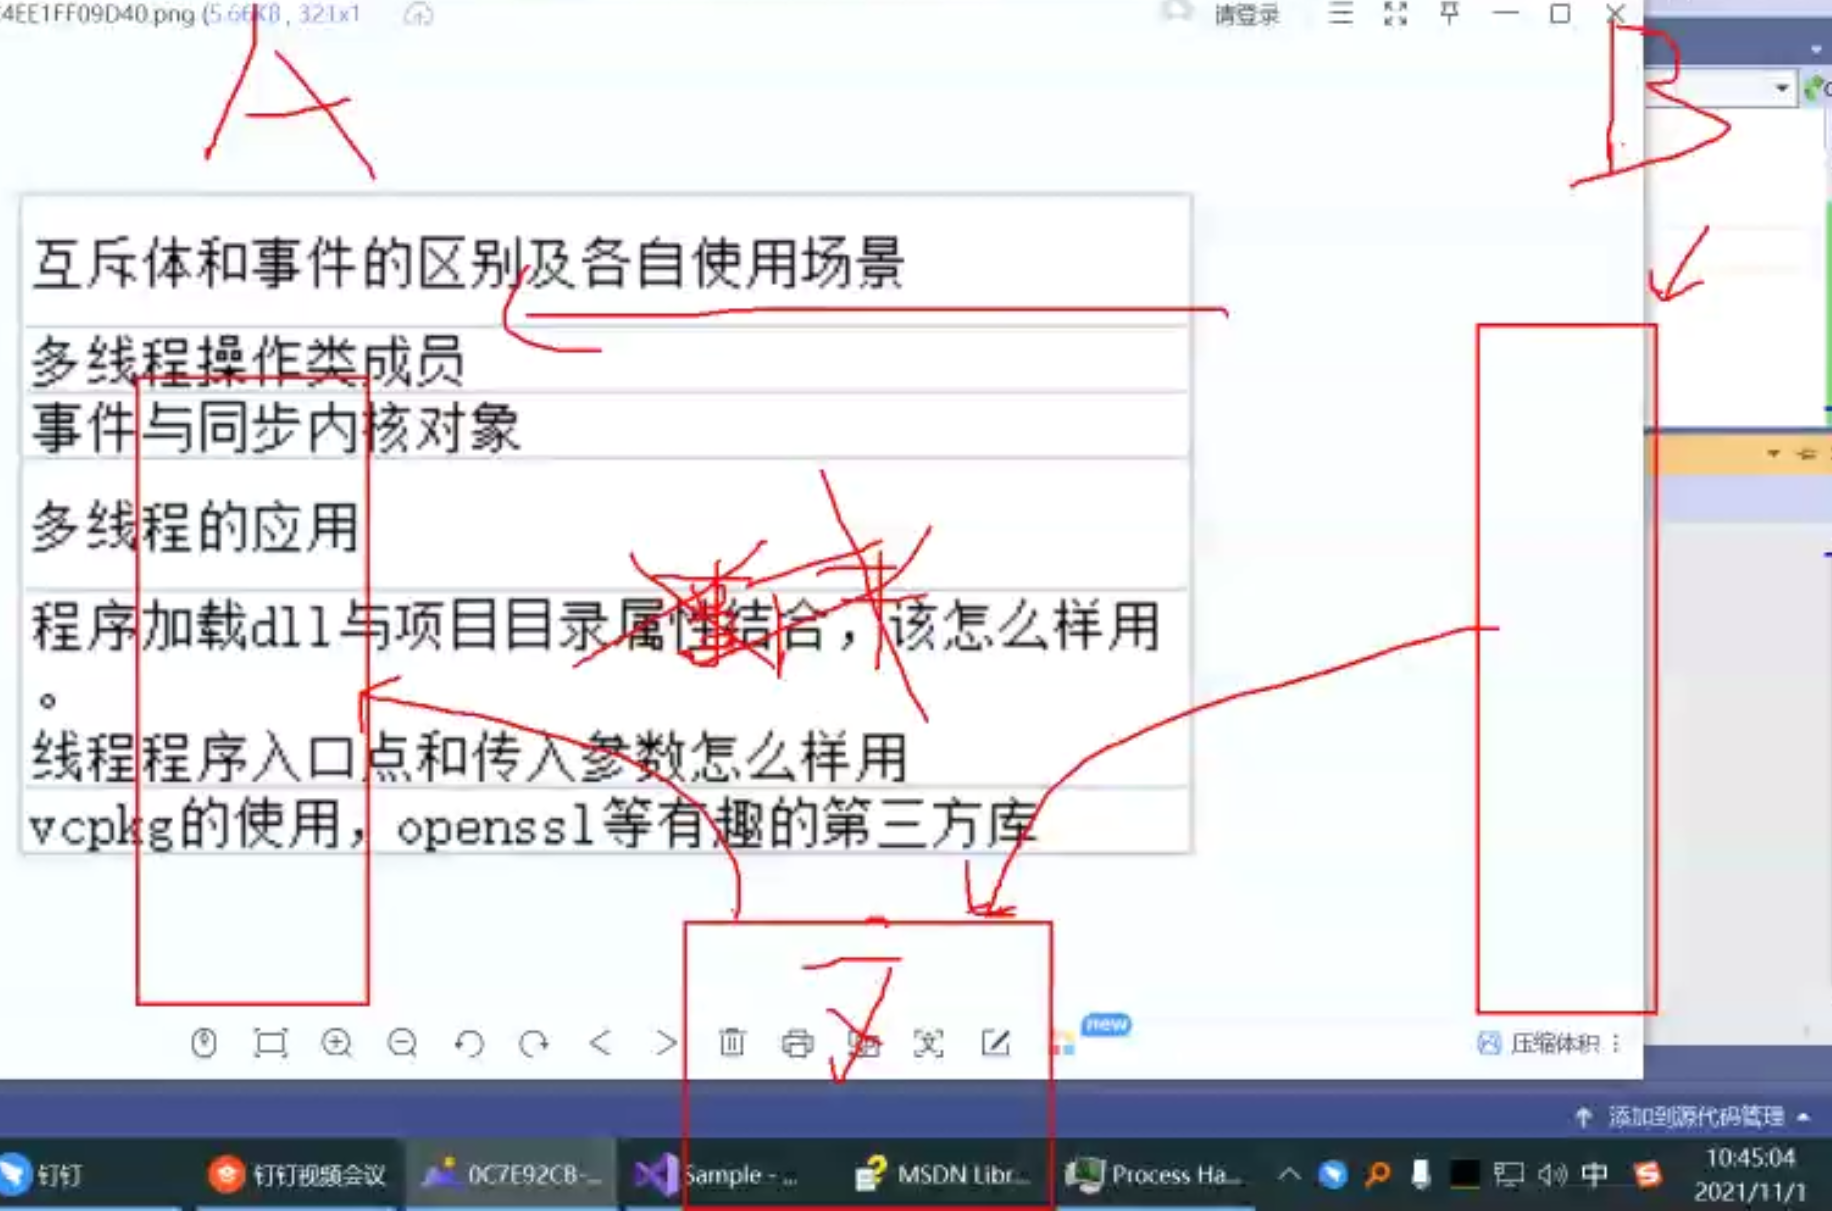 4EE1FF09D40.png (5.66KB, 321x1
请登录
A
B
互斥体和事件的区别及各自使用场景
多线程操作类成员
事件与同步内核对象
多线程的应用
程序加载dll与项目目录属性结合，该怎么样用
。
线程程序入口点和传入参数怎么样用
vcpkg的使用，openssl等有趣的第三方库
new
压缩体积
添加到源代码管理
钉钉
钉钉视频会议
0C7E92CB-...
Sample - ...
MSDN Libr...
Process Ha...
中
10:45:04
2021/11/1